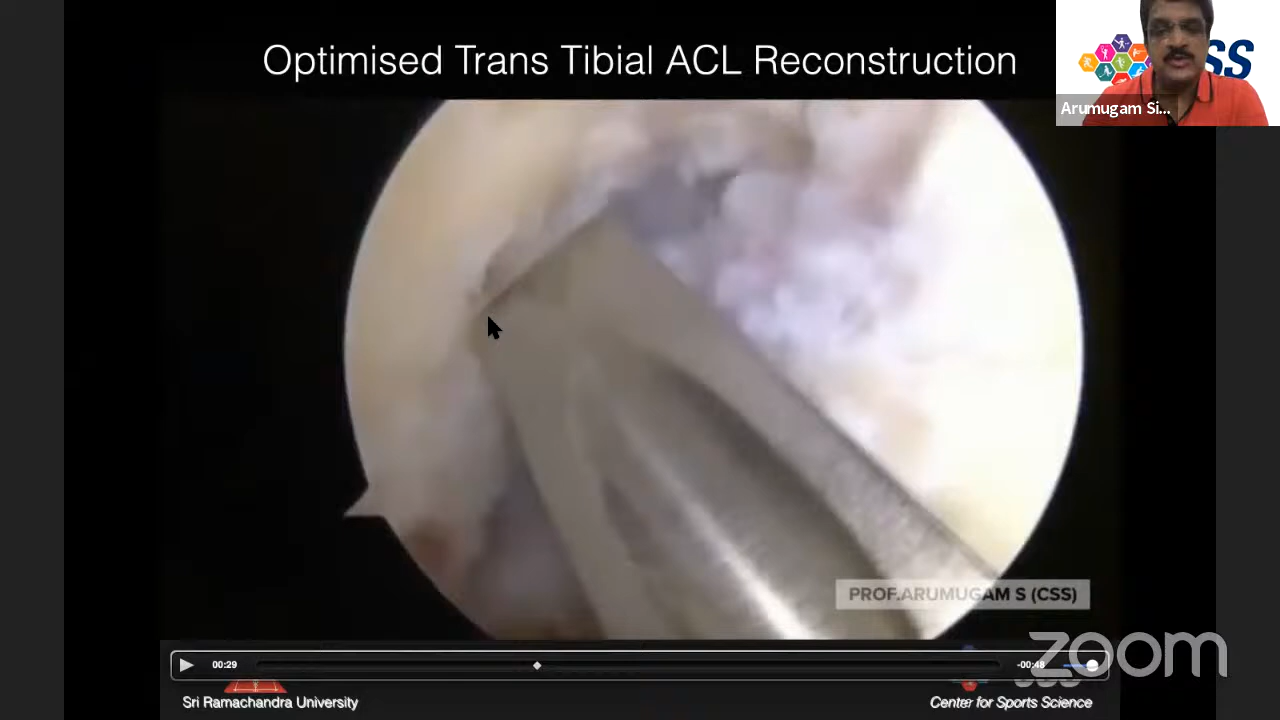 Optimised Trans Tibial ACL Reconstruction
SS
Arumugam Si...
PROF.ARUMUGAM S (CSS)
zoom
00:29
-00:48
Sri Ramachandra University
Center for Sports Science